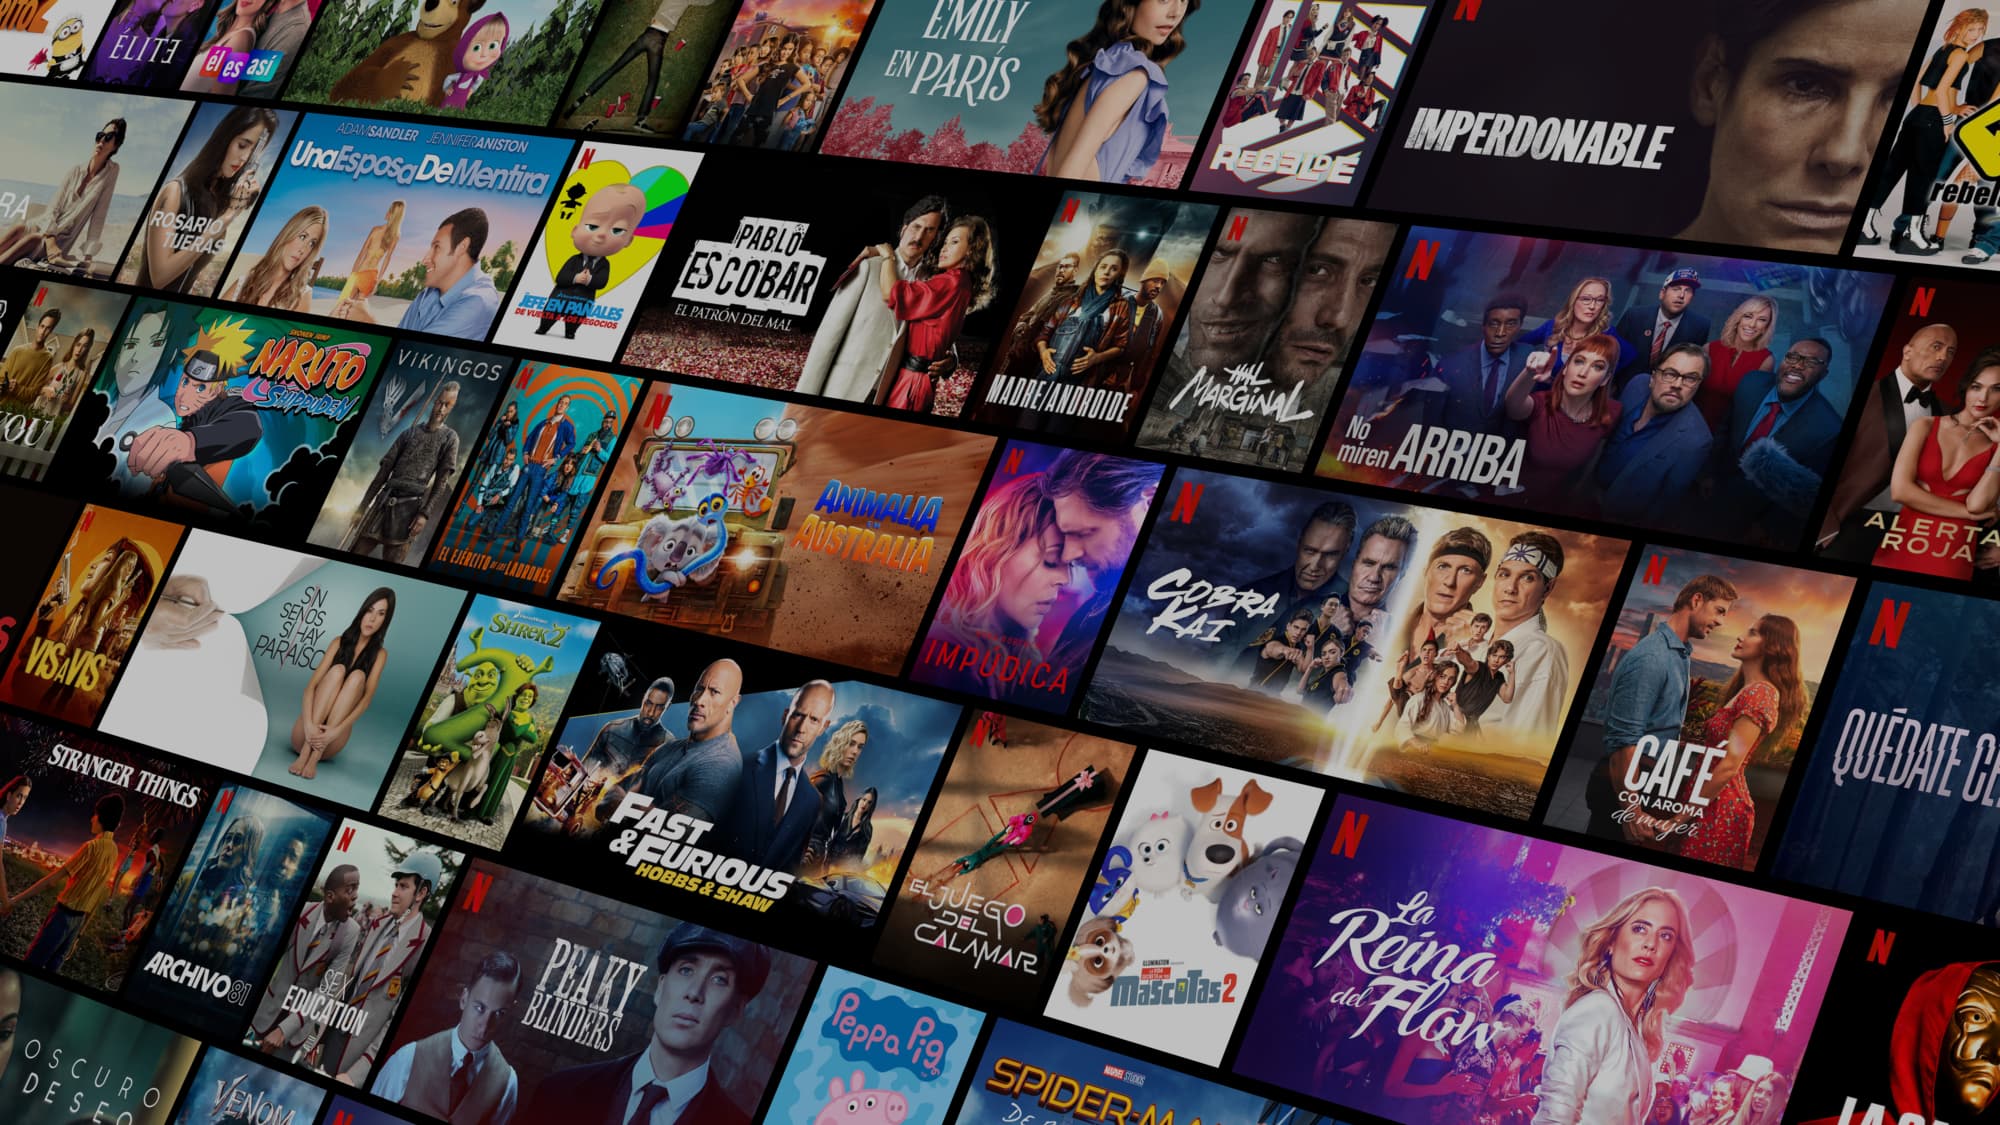 ÉLITE
él es así
EMILY
EN PARÍS
REBELDE
N
IMPERDONABLE
ROSARIO
TIJERAS
ADAM SANDLER JENNIFER ANISTON
Una Esposa De Mentira
N
JEFE EN PAÑALES
DE VUELTA A LOS NEGOCIOS
PABLO
ESCOBAR
EL PATRÓN DEL MAL
N
MADRE/ANDROIDE
N
EL
MARGINAL
N
No
miren ARRIBA
N
ALERTA
ROJA
N
YOU
SHONEN JUMP
NARUTO
SHIPPUDEN
VIKINGOS
N
EL EJÉRCITO DE LOS LADRONES
N
ANIMALIA
EN
AUSTRALIA
N
IMPÚDICA
N
COBRA
KAI
N
CAFÉ
CON AROMA
de mujer
N
QUÉDATE
N
VIS A VIS
SIN
SENOS
SÍ HAY
PARAÍSO
SHREK 2
FAST
& FURIOUS
HOBBS & SHAW
N
EL JUEGO
DEL
CALAMAR
ILLUMINATION
MASCOTAS 2
N
La
Reina
del Flow
N
STRANGER THINGS
N
ARCHIVO 81
N
SEX
EDUCATION
N
PEAKY
BLINDERS
Peppa Pig
MARVEL STUDIOS
SPIDER-MA
OSCURO
DESEO
VENOM
N